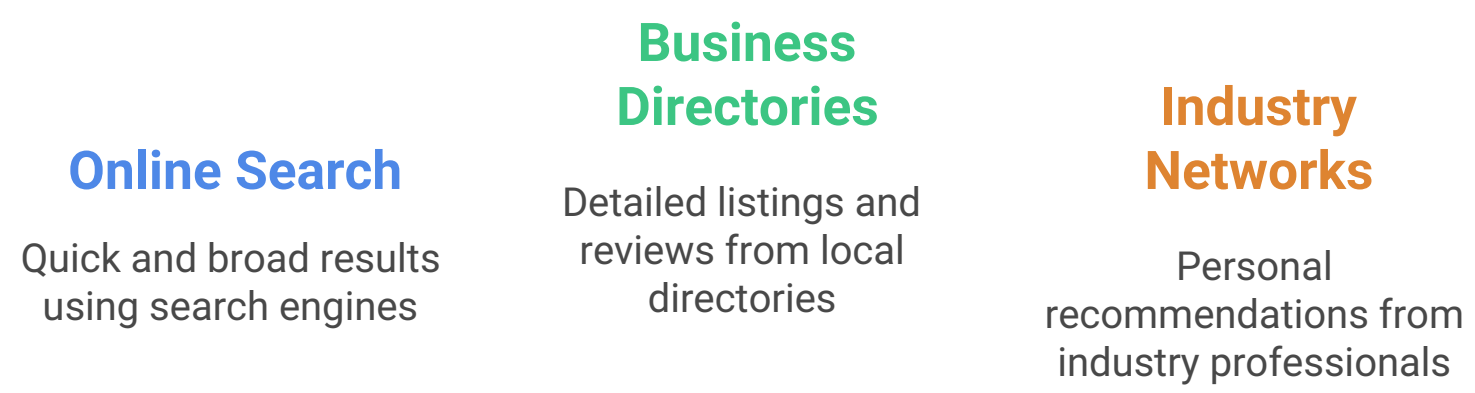 Online Search
Quick and broad results
using search engines
Business
Directories
Detailed listings and
reviews from local
directories
Industry
Networks
Personal
recommendations from
industry professionals